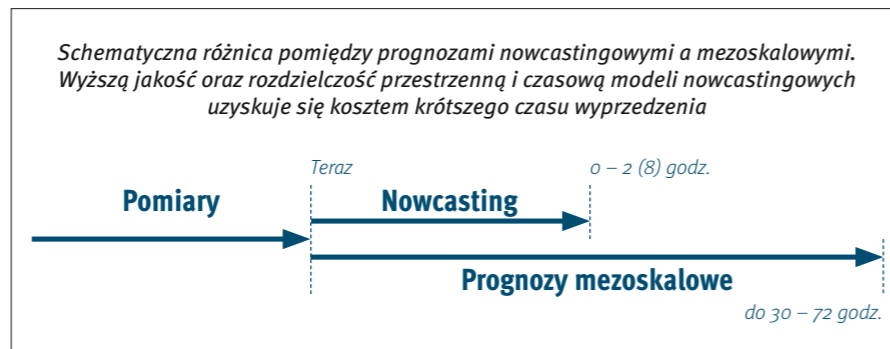 Schematyczna różnica pomiędzy prognozami nowcastingowymi a mezoskalowymi.
Wyższą jakość oraz rozdzielczość przestrzenną i czasową modeli nowcastingowych
uzyskuje się kosztem krótszego czasu wyprzedzenia
Teraz
0 – 2 (8) godz.
Pomiary
Nowcasting
Prognozy mezoskalowe
do 30 – 72 godz.